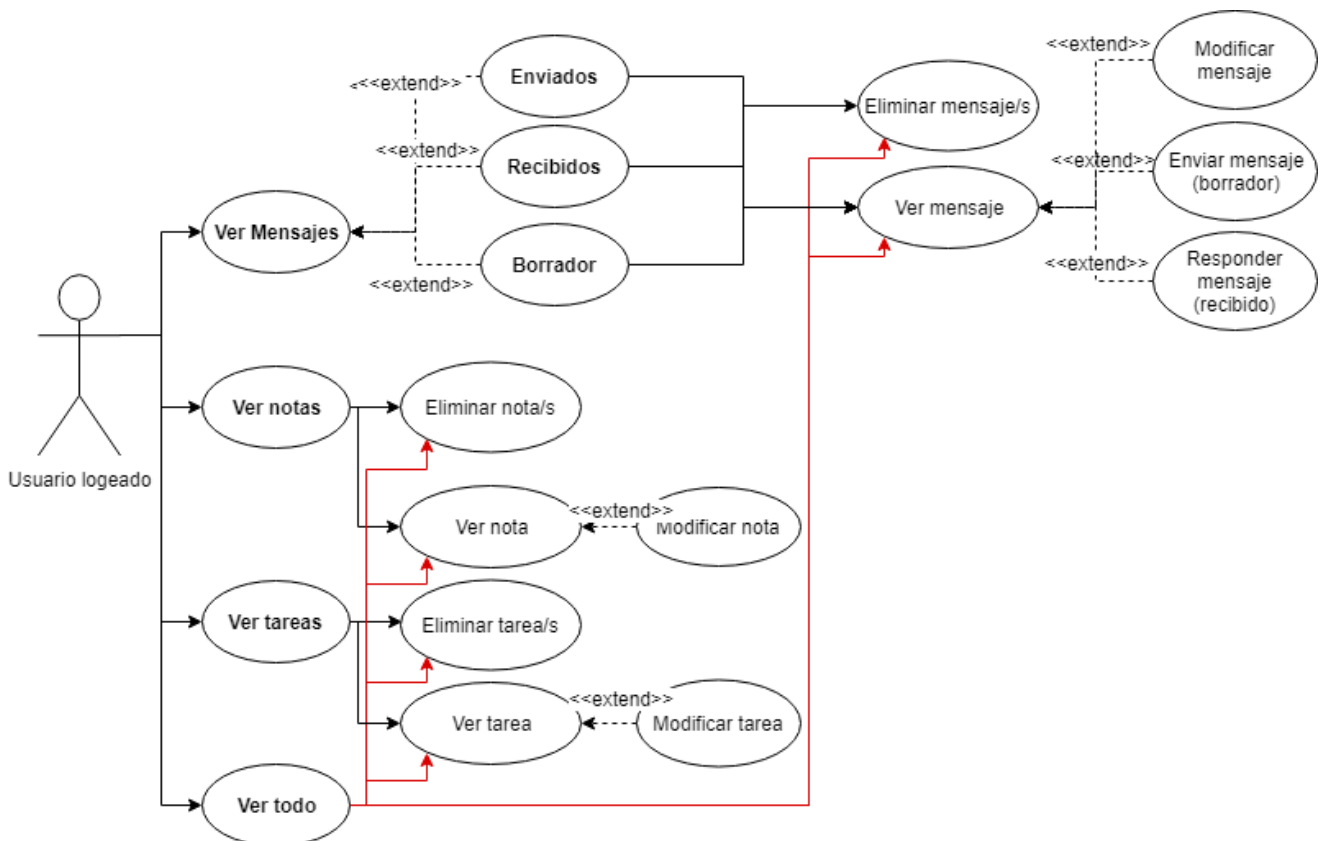 <<extend>>
Enviados
<<extend>>
Recibidos
<<extend>>
Borrador
Ver Mensajes
Eliminar mensaje/s
Ver mensaje
<<extend>>
Modificar
mensaje
<<extend>>
Enviar mensaje
(borrador)
<<extend>>
Responder
mensaje
(recibido)
Usuario logeado
Ver notas
Eliminar nota/s
Ver nota
<<extend>>
Modificar nota
Ver tareas
Eliminar tarea/s
Ver tarea
<<extend>>
Modificar tarea
Ver todo